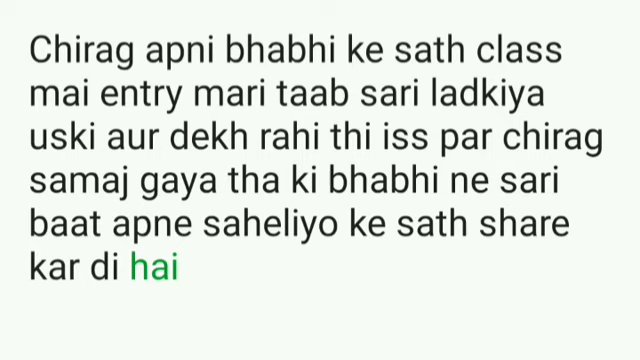 Chirag apni bhabhi ke sath class
mai entry mari taab sari ladkiya
uski aur dekh rahi thi iss par chirag
samaj gaya tha ki bhabhi ne sari
baat apne saheliyo ke sath share
kar di hai